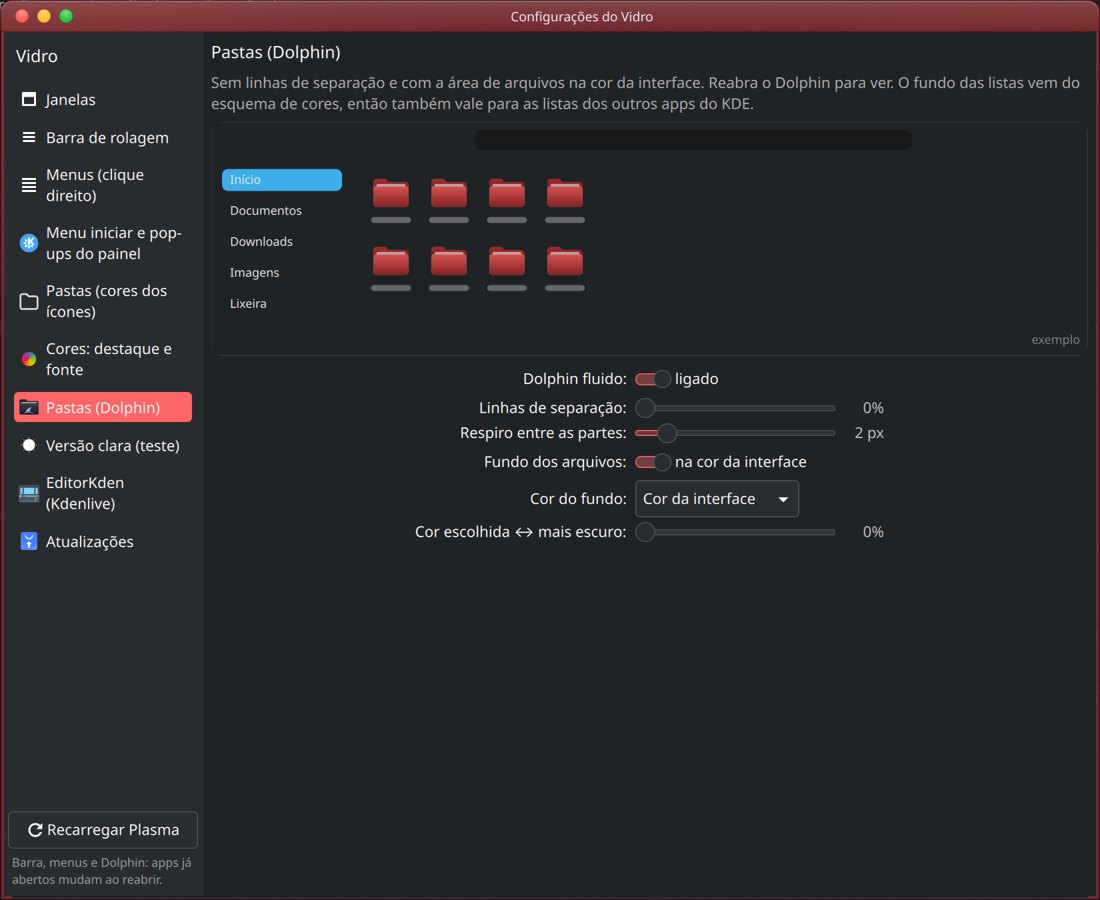 Configurações do Vidro
Vidro
Janelas
Barra de rolagem
Menus (clique
direito)
Menu iniciar e pop-
ups do painel
Pastas (cores dos
ícones)
Cores: destaque e
fonte
Pastas (Dolphin)
Versão clara (teste)
EditorKden
(Kdenlive)
Atualizações
Recarregar Plasma
Barra, menus e Dolphin: apps já
abertos mudam ao reabrir.
Pastas (Dolphin)
Sem linhas de separação e com a área de arquivos na cor da interface. Reabra o Dolphin para ver. O fundo das listas vem do
esquema de cores, então também vale para as listas dos outros apps do KDE.
Início
Documentos
Downloads
Imagens
Lixeira
exemplo
Dolphin fluido: ligado
Linhas de separação: 0%
Respiro entre as partes: 2 px
Fundo dos arquivos: na cor da interface
Cor do fundo: Cor da interface
Cor escolhida ↔ mais escuro: 0%